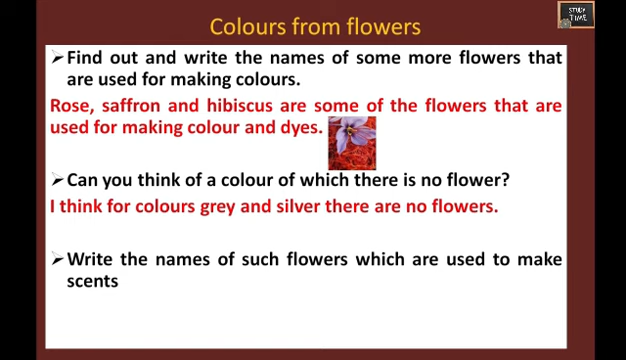 STUDY
TIME
Colours from flowers
➢Find out and write the names of some more flowers that
are used for making colours.
Rose, saffron and hibiscus are some of the flowers that are
used for making colour and dyes.
➢Can you think of a colour of which there is no flower?
I think for colours grey and silver there are no flowers.
➢Write the names of such flowers which are used to make
scents